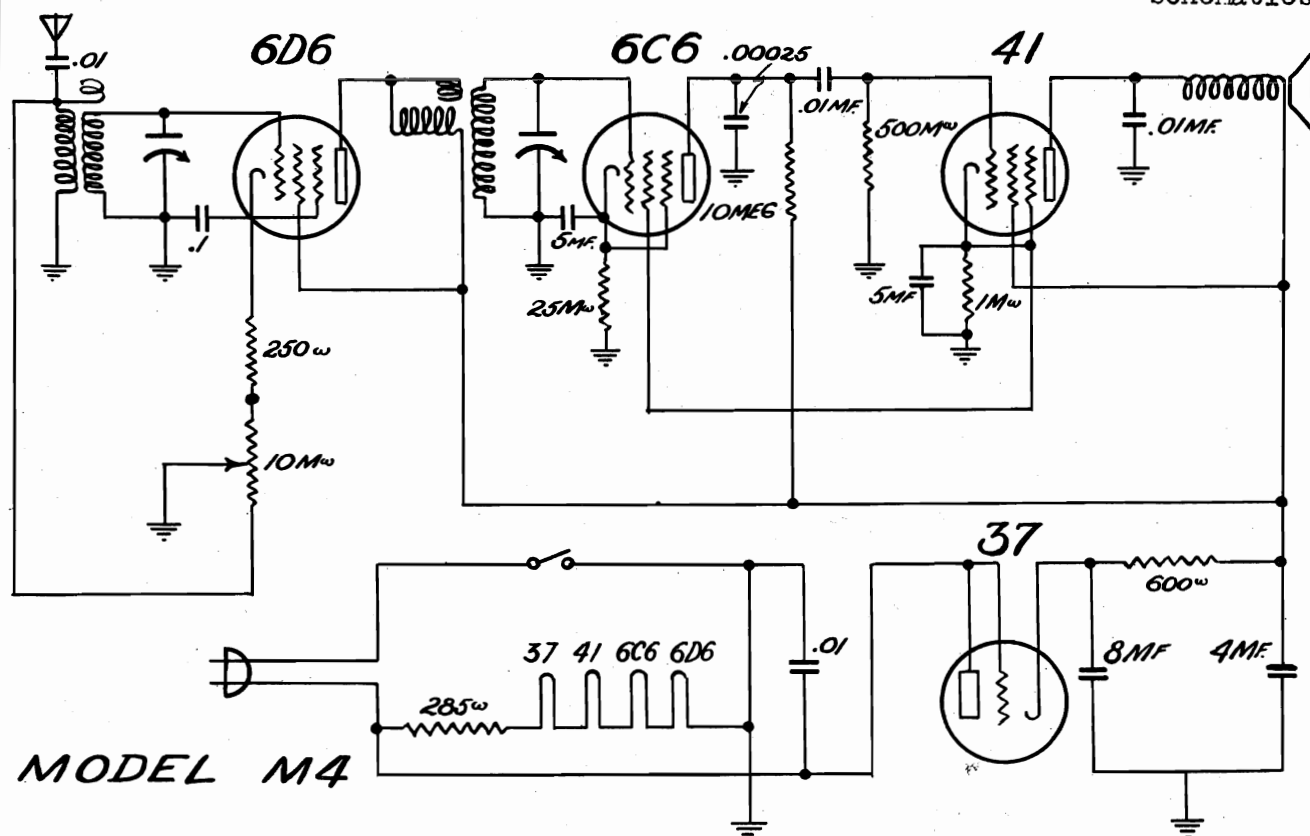 schematics
.01
6D6
6C6
.00025
41
.01MF.
500Mω
.01MF.
10MEG
.1
5MF.
25Mω
5MF
1Mω
250ω
10Mω
37
600ω
37 41 6C6 6D6
.01
8MF
4MF.
285ω
MODEL M4